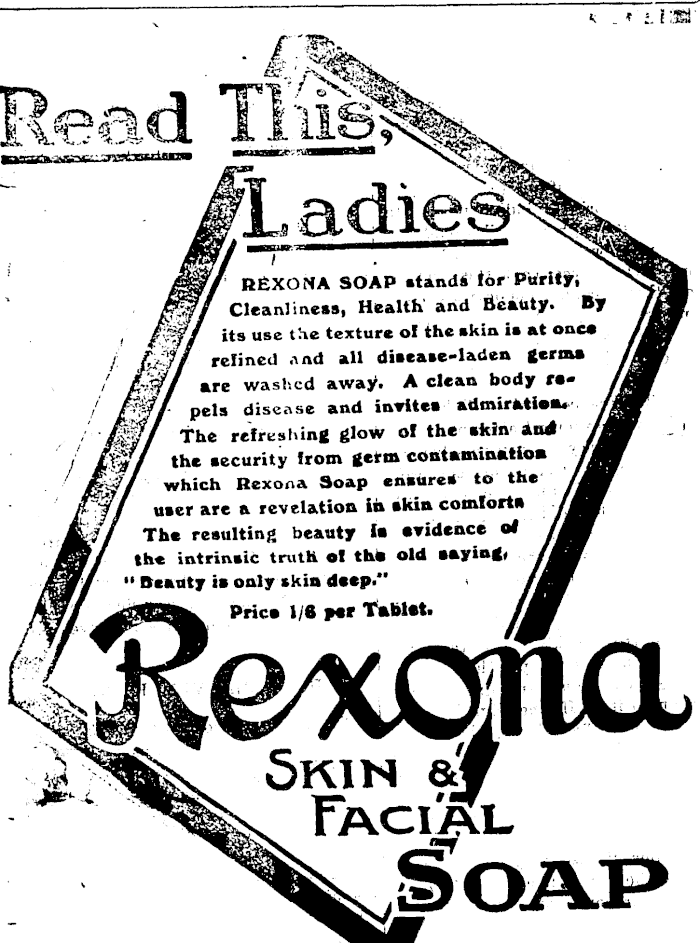 Read This,
Ladies
REXONA SOAP stands for Purity,
Cleanliness, Health and Beauty. By
its use the texture of the skin is at once
refined and all disease-laden germs
are washed away. A clean body re-
pels disease and invites admiration.
The refreshing glow of the skin and
the security from germ contamination
which Rexona Soap ensures to the
user are a revelation in skin comforts
The resulting beauty is evidence of
the intrinsic truth of the old saying,
"Beauty is only skin deep."
Price 1/6 per Tablet.
Rexona
SKIN &
FACIAL
SOAP